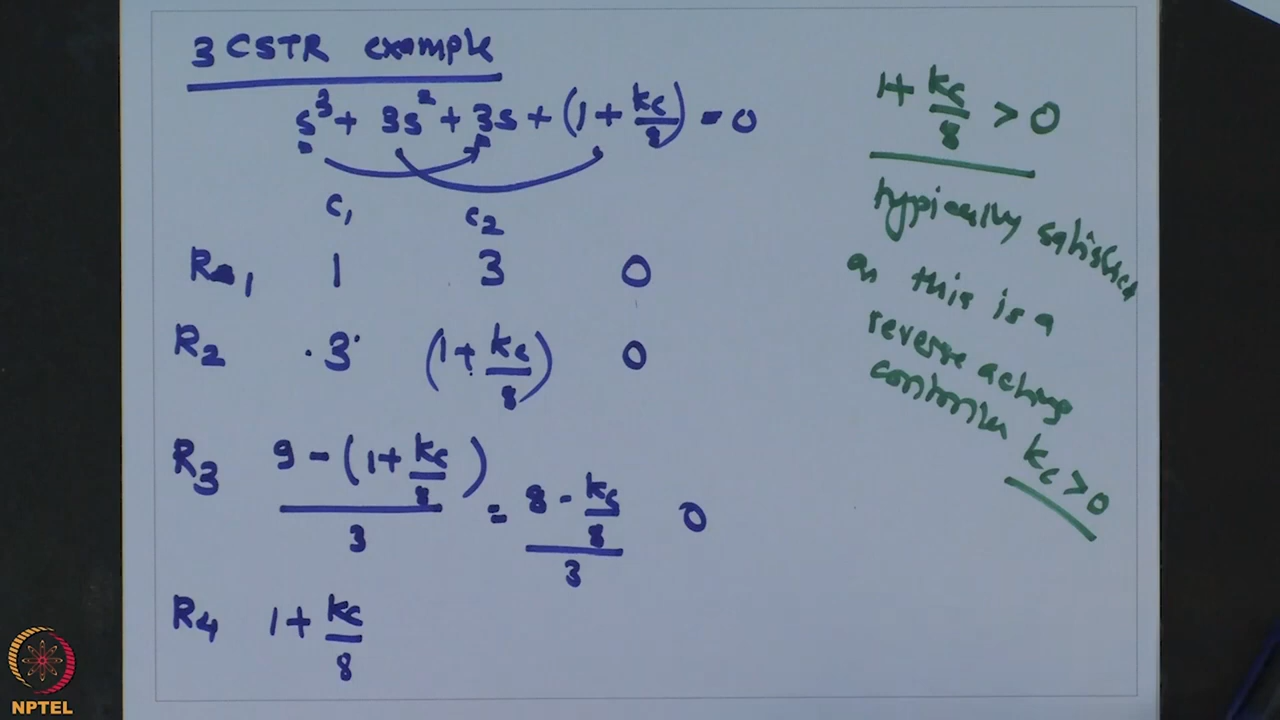 3 CSTR example
s³ + 3s² + 3s + (1 + Kc/8) = 0
C₁ C₂
R₁ 1 3 0
R₂ 3 (1 + Kc/8) 0
R₃ 9 - (1 + Kc/8) / 3 = 8 - Kc/8 / 3 0
R₄ 1 + Kc/8
1 + Kc/8 > 0
typically satisfied
as this is a
reverse acting
controller Kc > 0
NPTEL